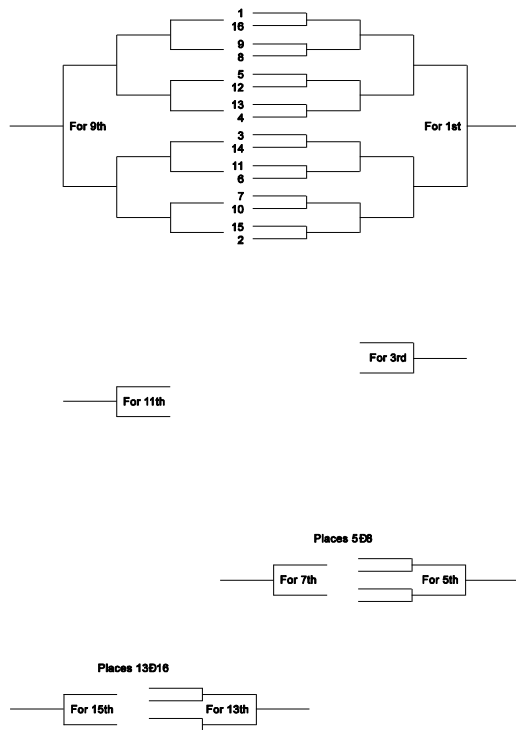 1
16
9
8
5
12
13
4
For 9th
For 1st
3
14
11
6
7
10
15
2
For 3rd
For 11th
Places 5Ð8
For 7th
For 5th
Places 13Ð16
For 15th
For 13th